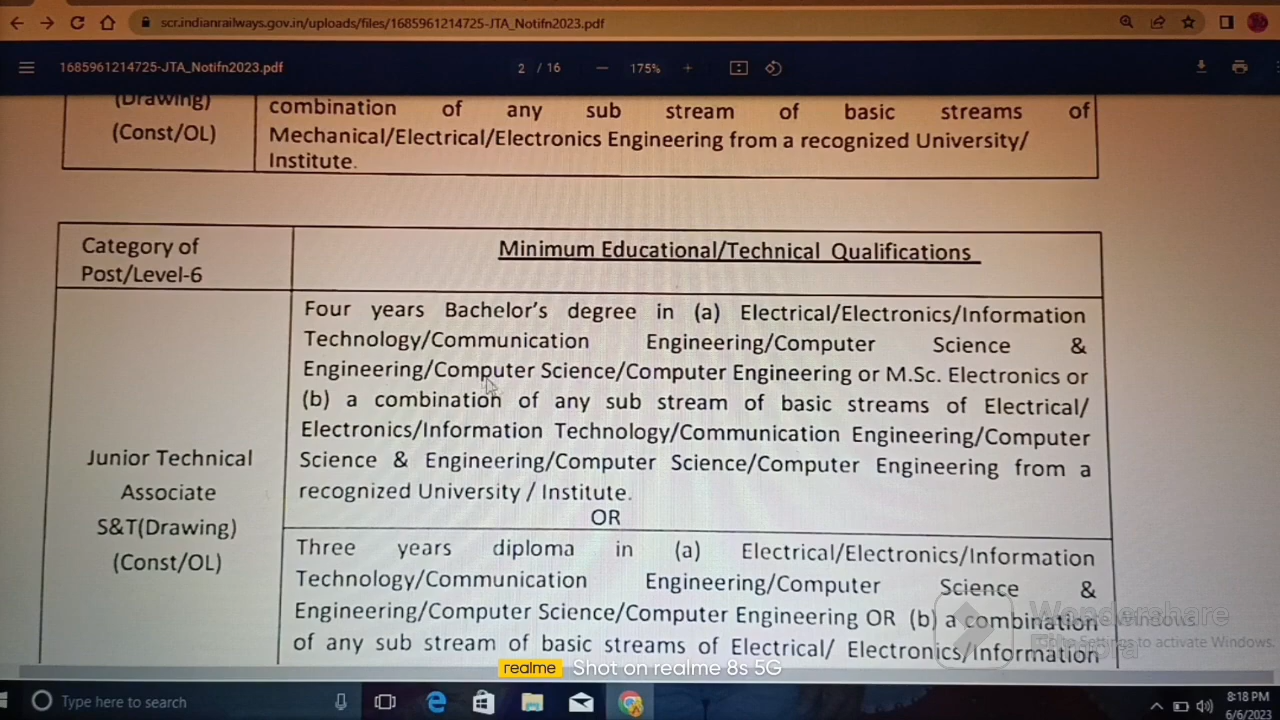 scr.indianrailways.gov.in/uploads/files/1685961214725-JTA_Notifn2023.pdf
1685961214725-JTA_Notifn2023.pdf
2 / 16
175%
(Drawing)
(Const/OL)
combination of any sub stream of basic streams of
Mechanical/Electrical/Electronics Engineering from a recognized University/
Institute.
Category of
Post/Level-6
Minimum Educational/Technical Qualifications
Junior Technical
Associate
S&T(Drawing)
(Const/OL)
Four years Bachelor's degree in (a) Electrical/Electronics/Information
Technology/Communication Engineering/Computer Science &
Engineering/Computer Science/Computer Engineering or M.Sc. Electronics or
(b) a combination of any sub stream of basic streams of Electrical/
Electronics/Information Technology/Communication Engineering/Computer
Science & Engineering/Computer Science/Computer Engineering from a
recognized University / Institute.
OR
Three years diploma in (a) Electrical/Electronics/Information
Technology/Communication Engineering/Computer Science &
Engineering/Computer Science/Computer Engineering OR (b) a combination
of any sub stream of basic streams of Electrical/ Electronics/Information
Wondershare
Go to Settings to activate Windows.
realme Shot on realme 8s 5G
Type here to search
8:18 PM
6/6/2023